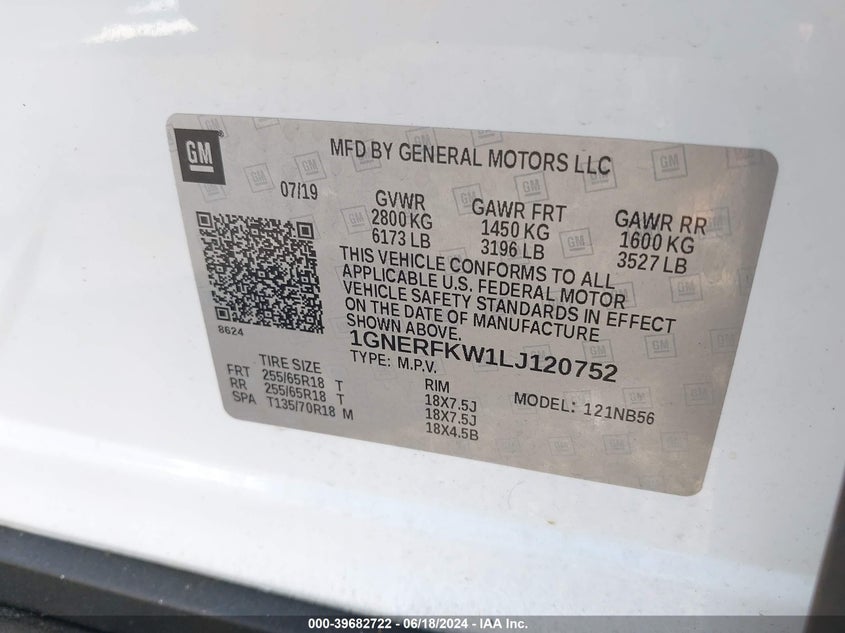 GM
MFD BY GENERAL MOTORS LLC
07/19
GVWR GAWR FRT GAWR RR
2800 KG 1450 KG 1600 KG
6173 LB 3196 LB 3527 LB
THIS VEHICLE CONFORMS TO ALL
APPLICABLE U.S. FEDERAL MOTOR
VEHICLE SAFETY STANDARDS IN EFFECT
ON THE DATE OF MANUFACTURE
SHOWN ABOVE.
8624
1GNERFKW1LJ120752
TYPE: M.P.V.
TIRE SIZE RIM MODEL: 121NB56
FRT 255/65R18 T 18X7.5J
RR 255/65R18 T 18X7.5J
SPA T135/70R18 M 18X4.5B
000-39682722 - 06/18/2024 - IAAI.COM